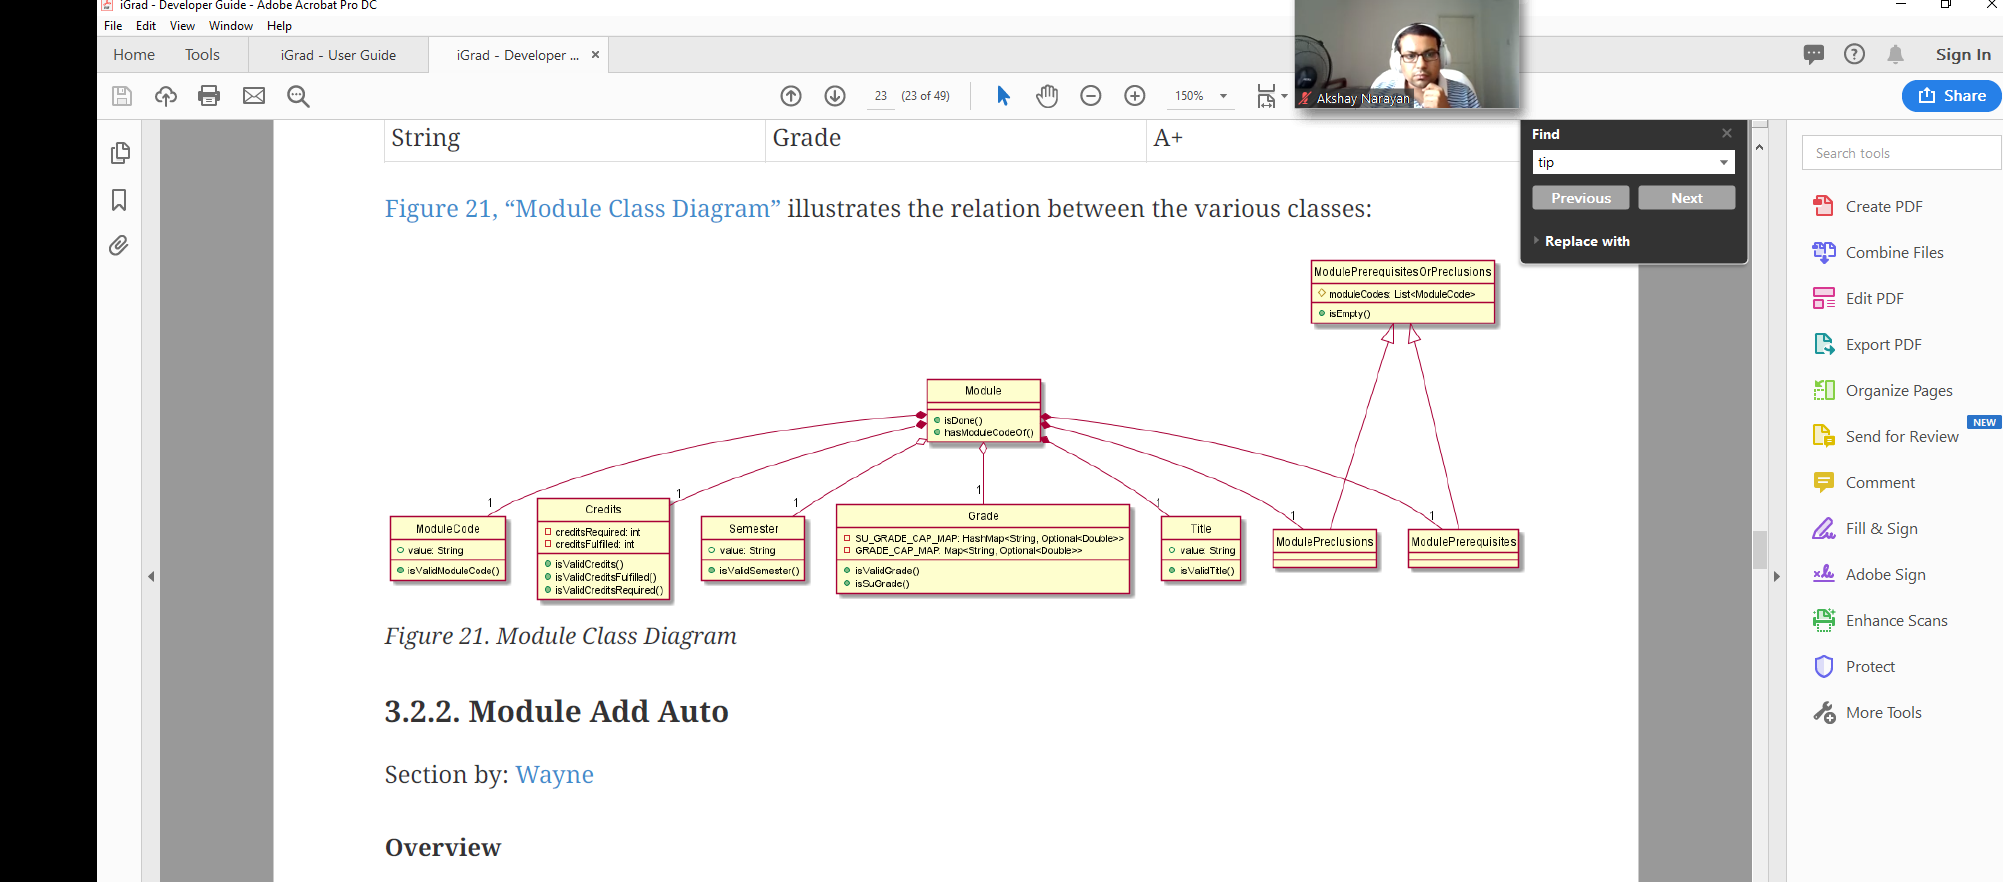 iGrad - Developer Guide - Adobe Acrobat Pro DC
File Edit View Window Help
Home Tools iGrad - User Guide iGrad - Developer ... Sign In
23 (23 of 49) 150% Share
Akshay Narayan
String Grade A+
Find
tip
Previous Next
Replace with
Figure 21, “Module Class Diagram” illustrates the relation between the various classes:
ModulePrerequisitesOrPreclusions
moduleCodes: List<ModuleCode>
isEmpty()
Module
isDone()
hasModuleCodeOf()
1 1 1 1 1 1 1
ModuleCode
value: String
isValidModuleCode()
Credits
creditsRequired: int
creditsFulfilled: int
isValidCredits()
isValidCreditsFulfilled()
isValidCreditsRequired()
Semester
value: String
isValidSemester()
Grade
SU_GRADE_CAP_MAP: HashMap<String, Optional<Double>>
GRADE_CAP_MAP: Map<String, Optional<Double>>
isValidGrade()
isSuGrade()
Title
value: String
isValidTitle()
ModulePreclusions
ModulePrerequisites
Figure 21. Module Class Diagram
3.2.2. Module Add Auto
Section by: Wayne
Overview
Search tools
Create PDF
Combine Files
Edit PDF
Export PDF
Organize Pages
NEW
Send for Review
Comment
Fill & Sign
Adobe Sign
Enhance Scans
Protect
More Tools